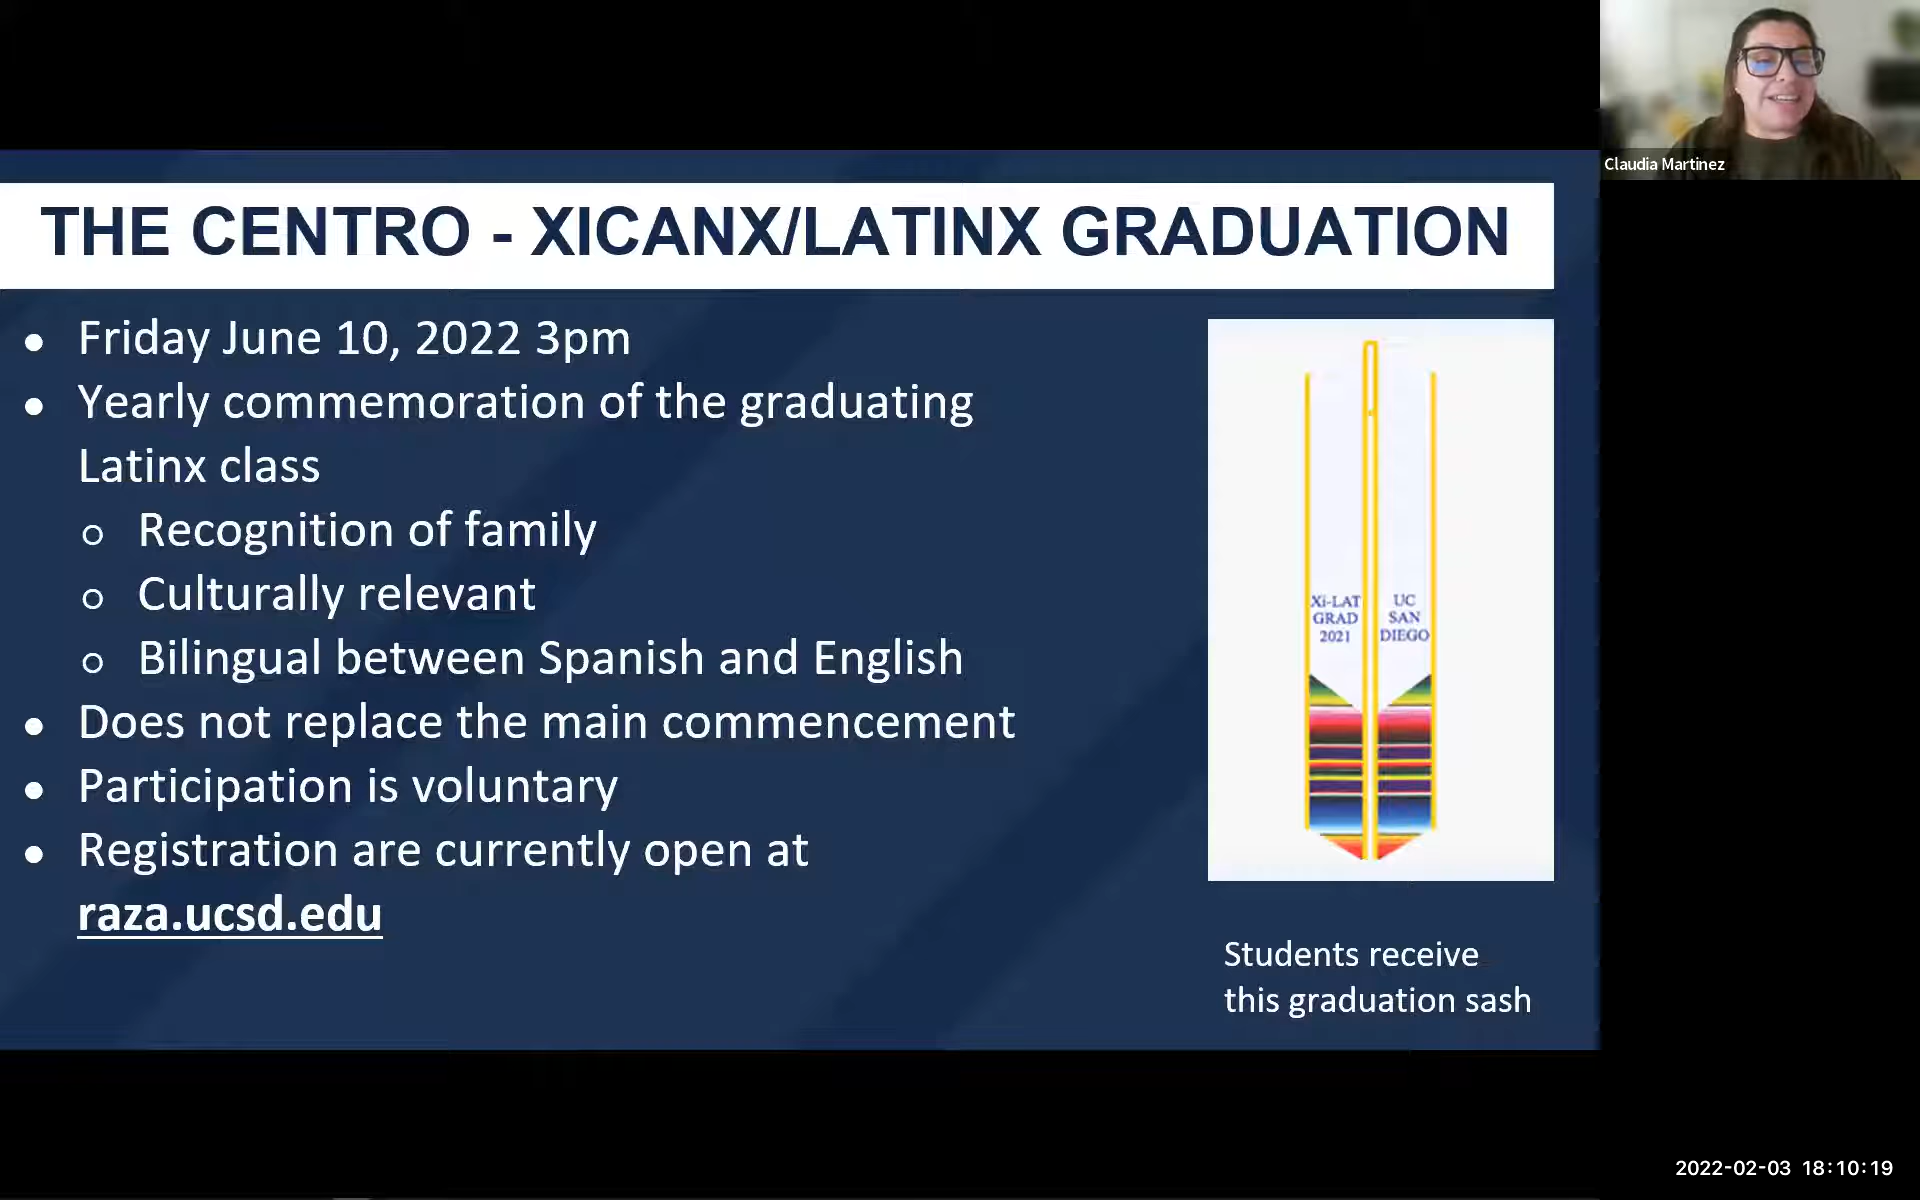 Claudia Martinez
THE CENTRO - XICANX/LATINX GRADUATION
● Friday June 10, 2022 3pm
● Yearly commemoration of the graduating
Latinx class
○ Recognition of family
○ Culturally relevant
○ Bilingual between Spanish and English
● Does not replace the main commencement
● Participation is voluntary
● Registration are currently open at
raza.ucsd.edu
Xi-LAT
GRAD
2021
UC
SAN
DIEGO
Students receive
this graduation sash
2022-02-03 18:10:19